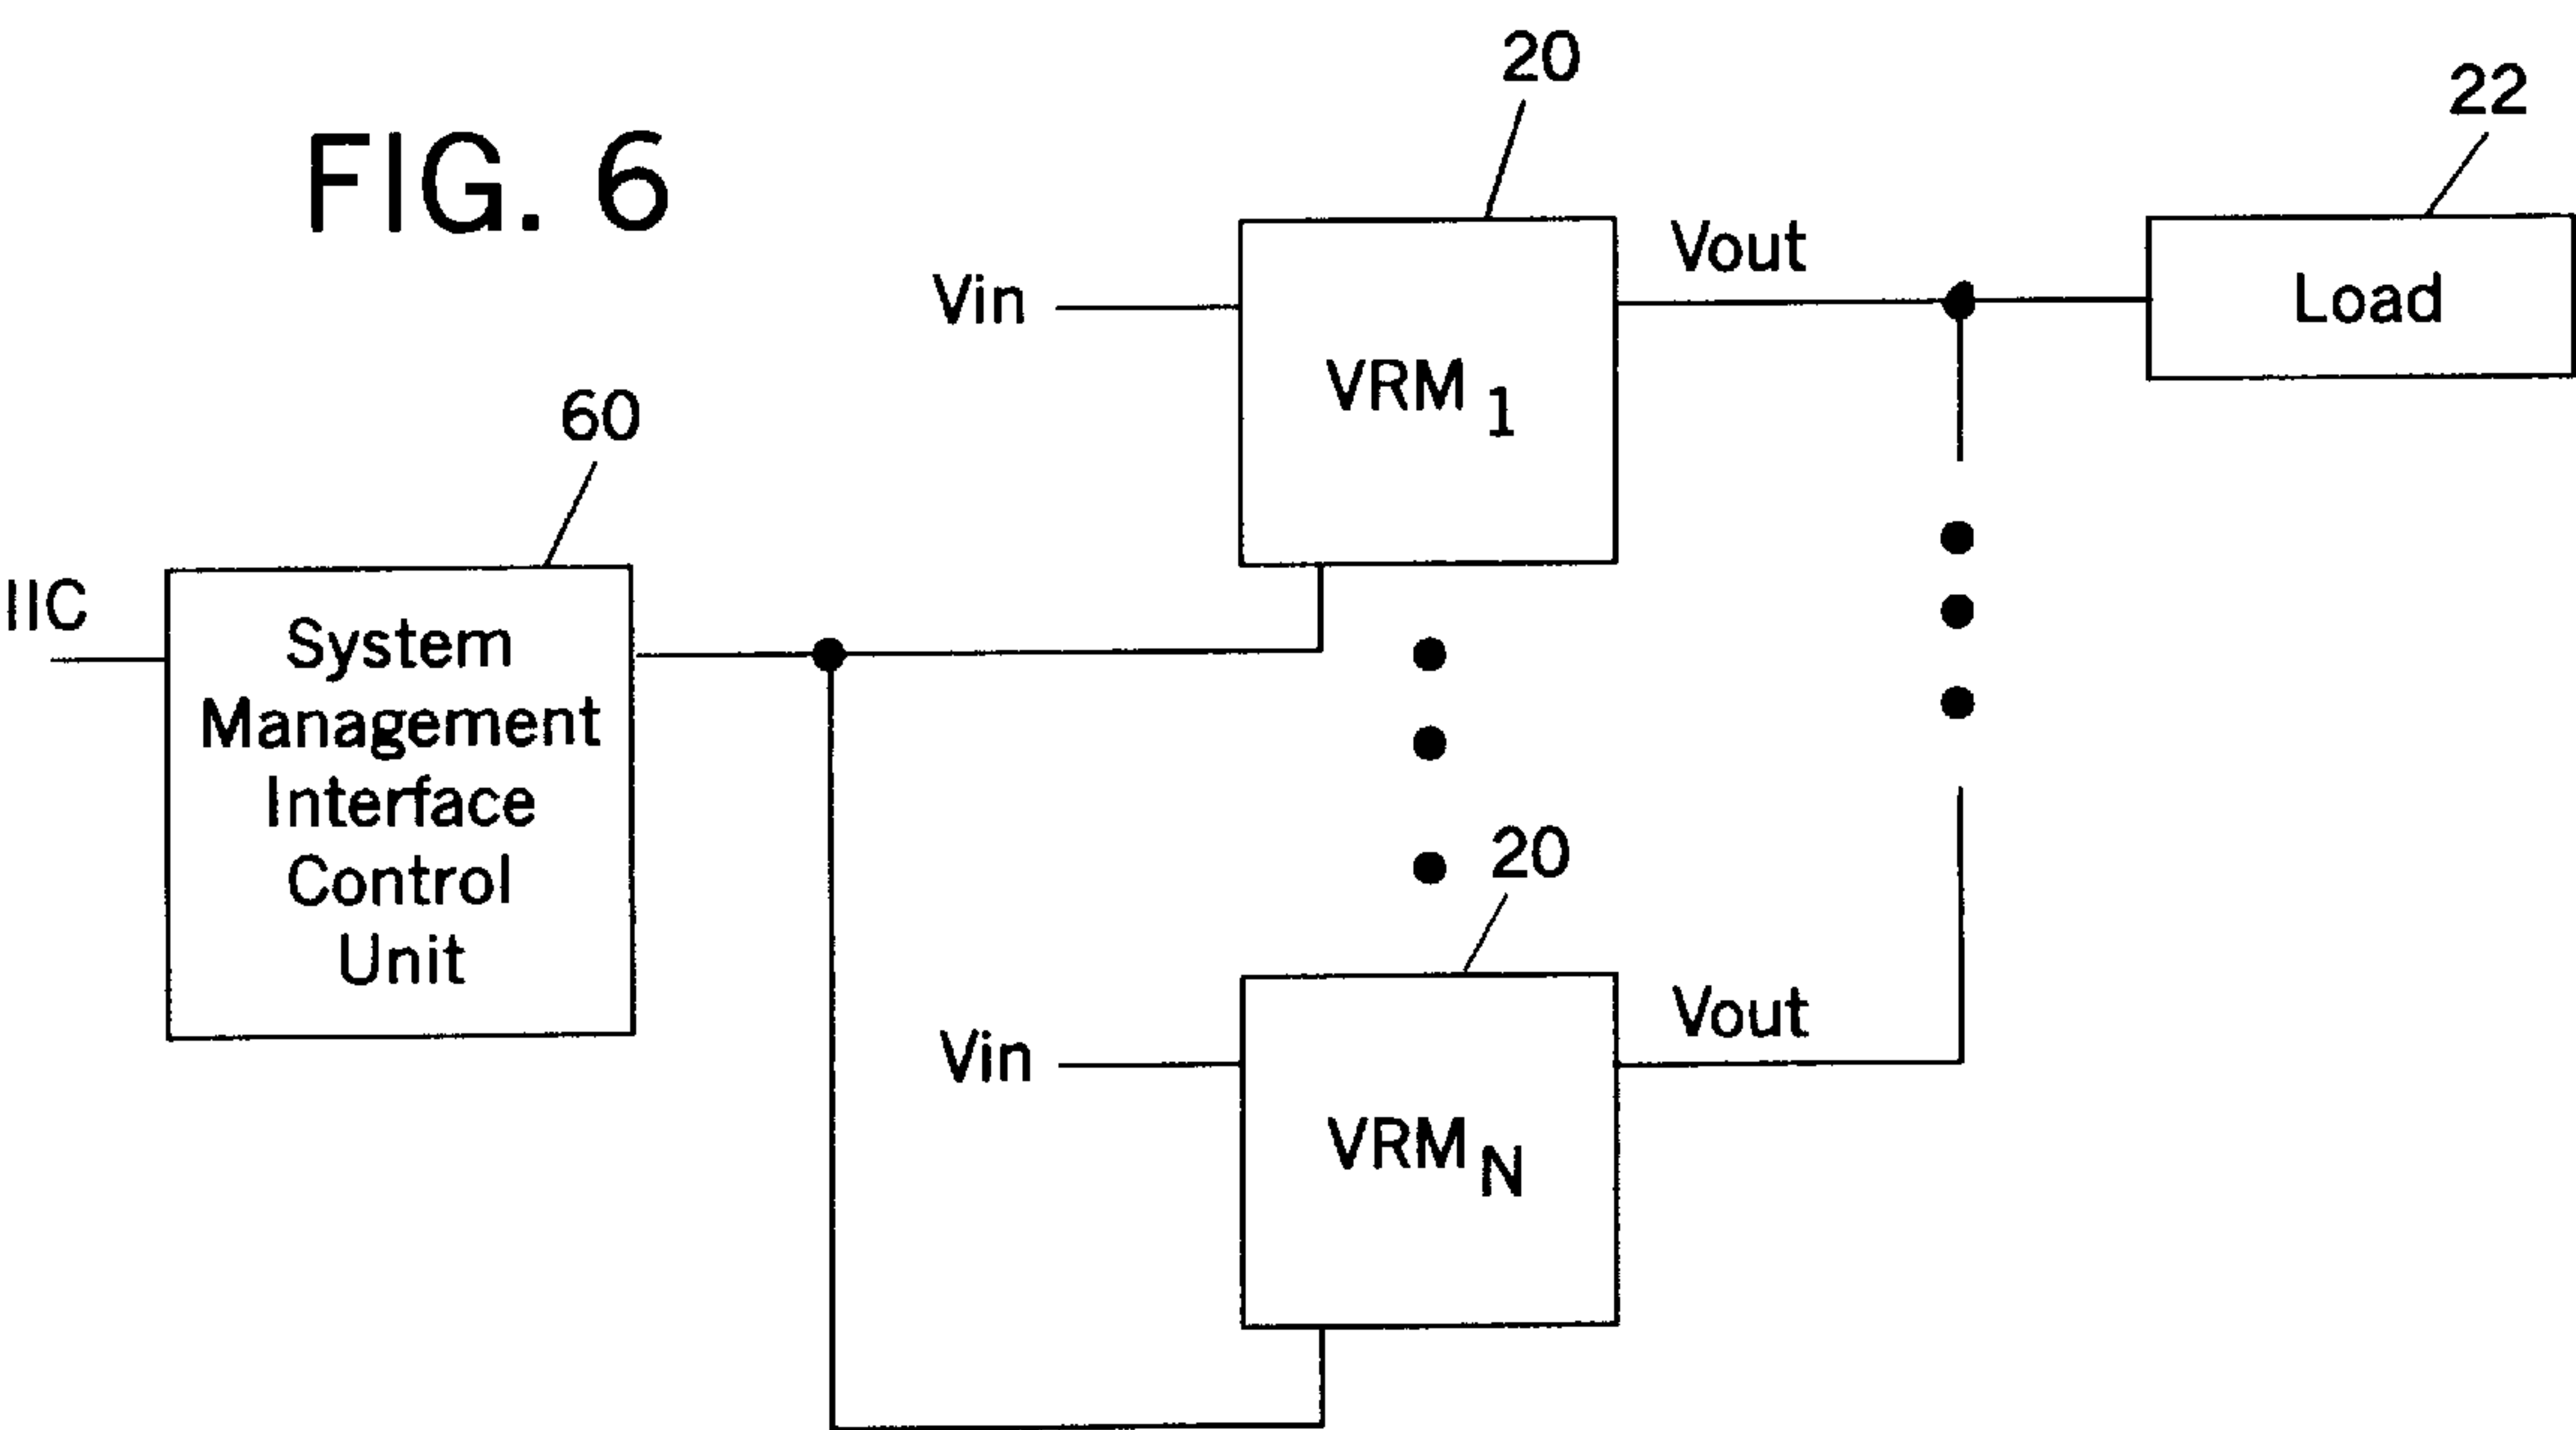 FIG. 6
20
22
Vin
Vout
VRM 1
Load
60
IIC
System
Management
Interface
Control
Unit
20
Vin
Vout
VRM N